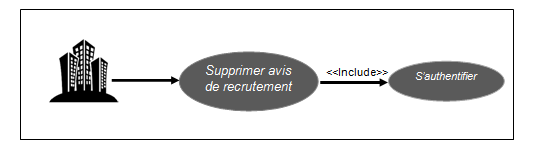 Supprimer avis
de recrutement
<<Include>>
S'authentifier